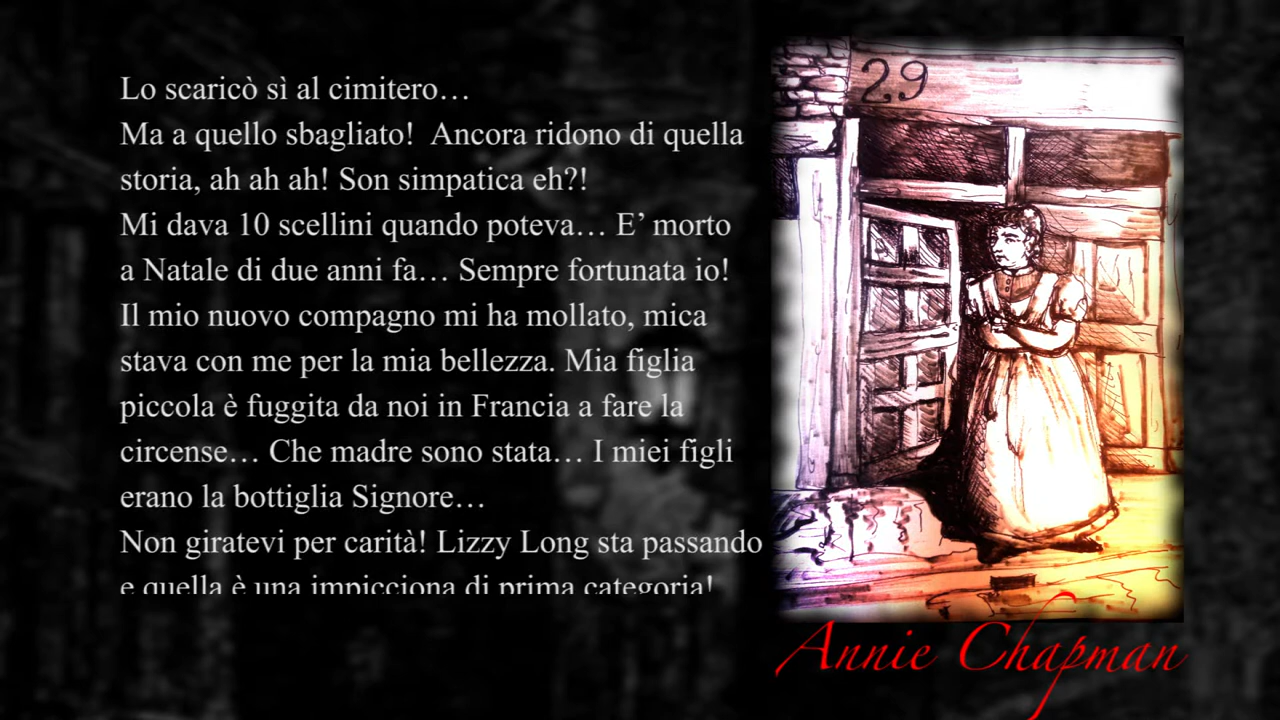 Lo scaricò sì al cimitero…
Ma a quello sbagliato!  Ancora ridono di quella
storia, ah ah ah! Son simpatica eh?!
Mi dava 10 scellini quando poteva… E’ morto
a Natale di due anni fa… Sempre fortunata io!
Il mio nuovo compagno mi ha mollato, mica
stava con me per la mia bellezza. Mia figlia
piccola è fuggita da noi in Francia a fare la
circense… Che madre sono stata… I miei figli
erano la bottiglia Signore…
Non giratevi per carità! Lizzy Long sta passando
e quella è una impicciona di prima categoria!
29
Annie Chapman